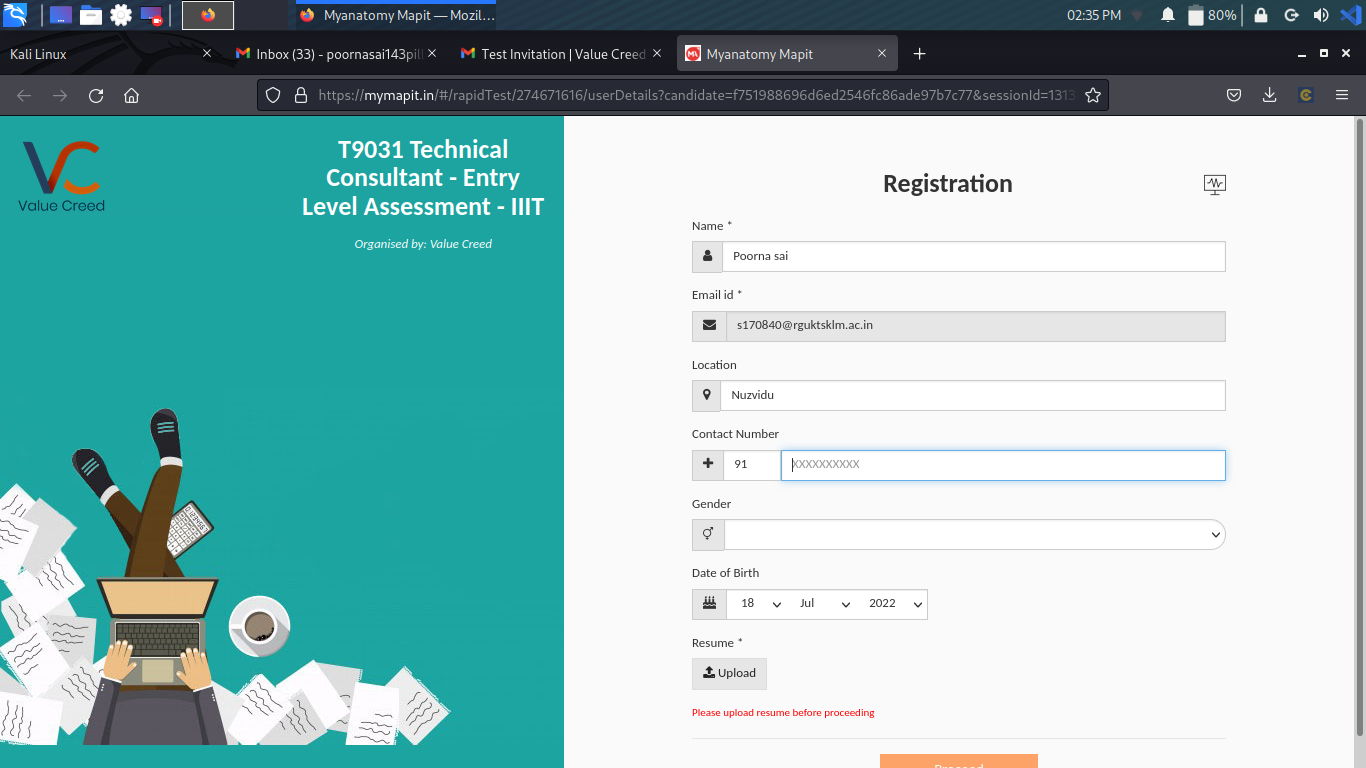 Myanatomy Mapit — Mozil...
02:35 PM
80%
Kali Linux
Inbox (33) - poornasai143pil
Test Invitation | Value Creed
Myanatomy Mapit
https://mymapit.in/#/rapidTest/274671616/userDetails?candidate=f751988696d6ed2546fc86ade97b7c77&sessionId=1313
VC
Value Creed
T9031 Technical
Consultant - Entry
Level Assessment - IIIT
Organised by: Value Creed
Registration
Name *
Poorna sai
Email id *
s170840@rguktsklm.ac.in
Location
Nuzvidu
Contact Number
91
XXXXXXXXXX
Gender
Date of Birth
18 Jul 2022
Resume *
Upload
Please upload resume before proceeding
Proceed